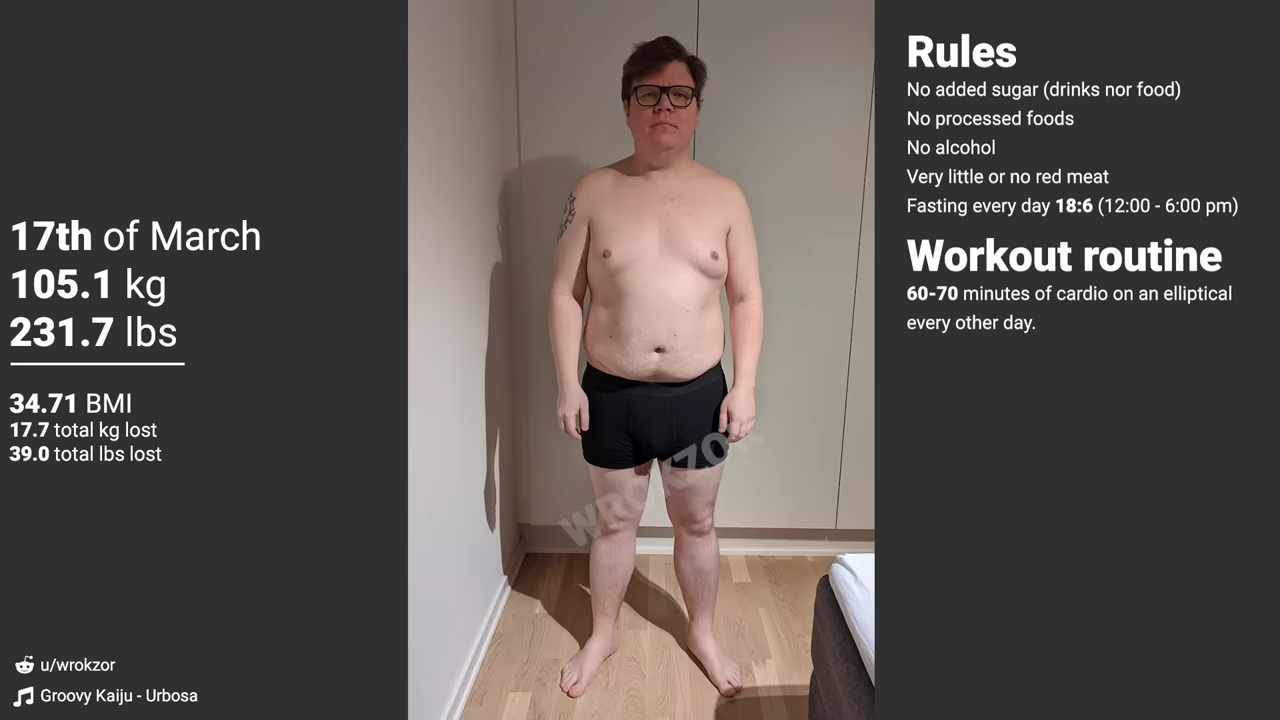 17th of March
105.1 kg
231.7 lbs
34.71 BMI
17.7 total kg lost
39.0 total lbs lost
u/wrokzor
Groovy Kaiju - Urbosa
WROKZOR
Rules
No added sugar (drinks nor food)
No processed foods
No alcohol
Very little or no red meat
Fasting every day 18:6 (12:00 - 6:00 pm)
Workout routine
60-70 minutes of cardio on an elliptical
every other day.